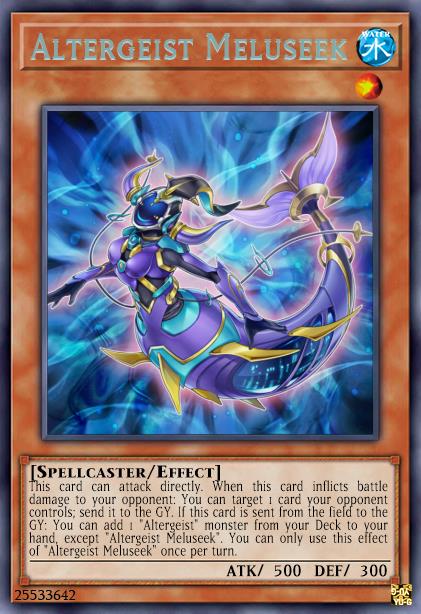 ALTERGEIST MELUSEEK
WATER
水
[SPELLCASTER/EFFECT]
This card can attack directly. When this card inflicts battle
damage to your opponent: You can target 1 card your opponent
controls; send it to the GY. If this card is sent from the field to the
GY: You can add 1 "Altergeist" monster from your Deck to your
hand, except "Altergeist Meluseek". You can only use this effect
of "Altergeist Meluseek" once per turn.
ATK/ 500 DEF/ 300
25533642